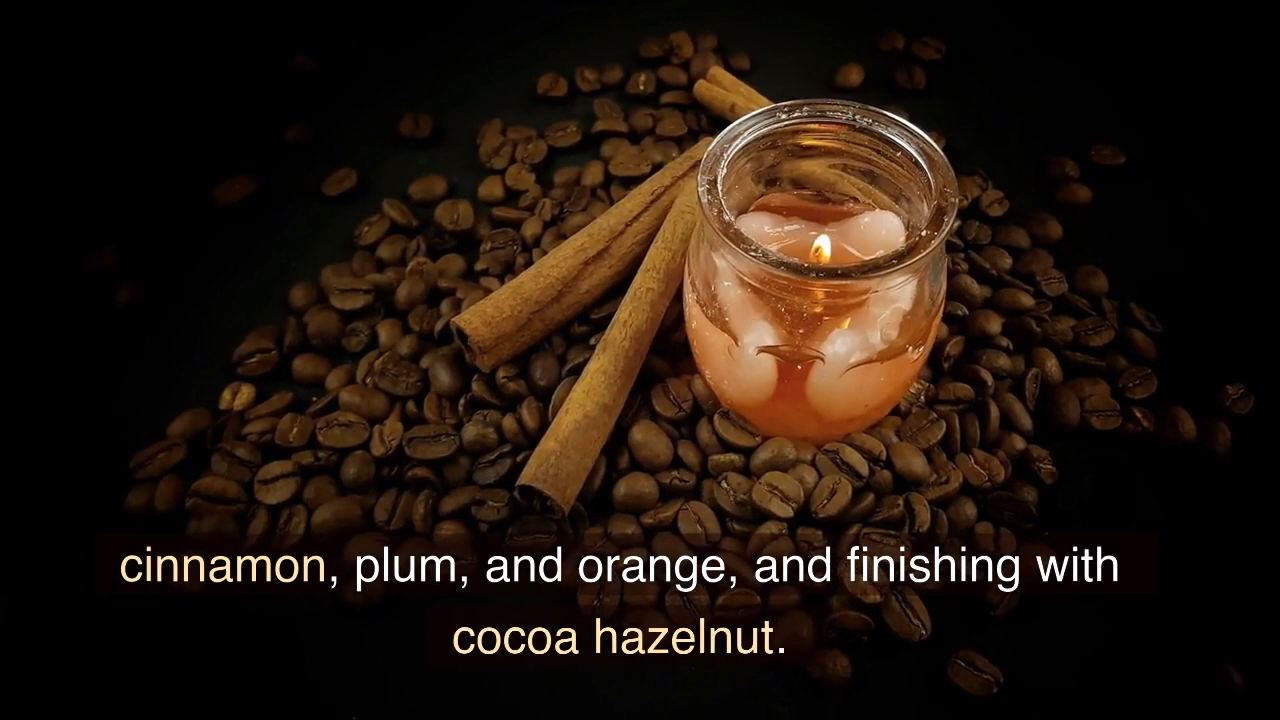 cinnamon, plum, and orange, and finishing with
cocoa hazelnut.